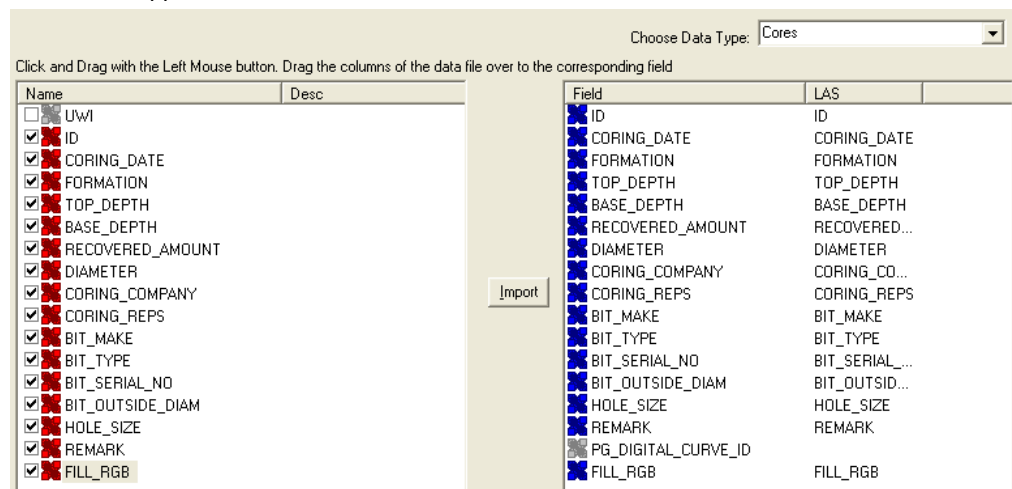 Choose Data Type: Cores
Click and Drag with the Left Mouse button. Drag the columns of the data file over to the corresponding field
Name Desc Field LAS
UWI ID ID
ID CORING_DATE CORING_DATE
CORING_DATE FORMATION FORMATION
FORMATION TOP_DEPTH TOP_DEPTH
TOP_DEPTH BASE_DEPTH BASE_DEPTH
BASE_DEPTH RECOVERED_AMOUNT RECOVERED...
RECOVERED_AMOUNT DIAMETER DIAMETER
DIAMETER CORING_COMPANY CORING_CO...
CORING_COMPANY Import CORING_REPS CORING_REPS
CORING_REPS BIT_MAKE BIT_MAKE
BIT_MAKE BIT_TYPE BIT_TYPE
BIT_TYPE BIT_SERIAL_NO BIT_SERIAL_...
BIT_SERIAL_NO BIT_OUTSIDE_DIAM BIT_OUTSID...
BIT_OUTSIDE_DIAM HOLE_SIZE HOLE_SIZE
HOLE_SIZE REMARK REMARK
REMARK PG_DIGITAL_CURVE_ID
FILL_RGB FILL_RGB FILL_RGB